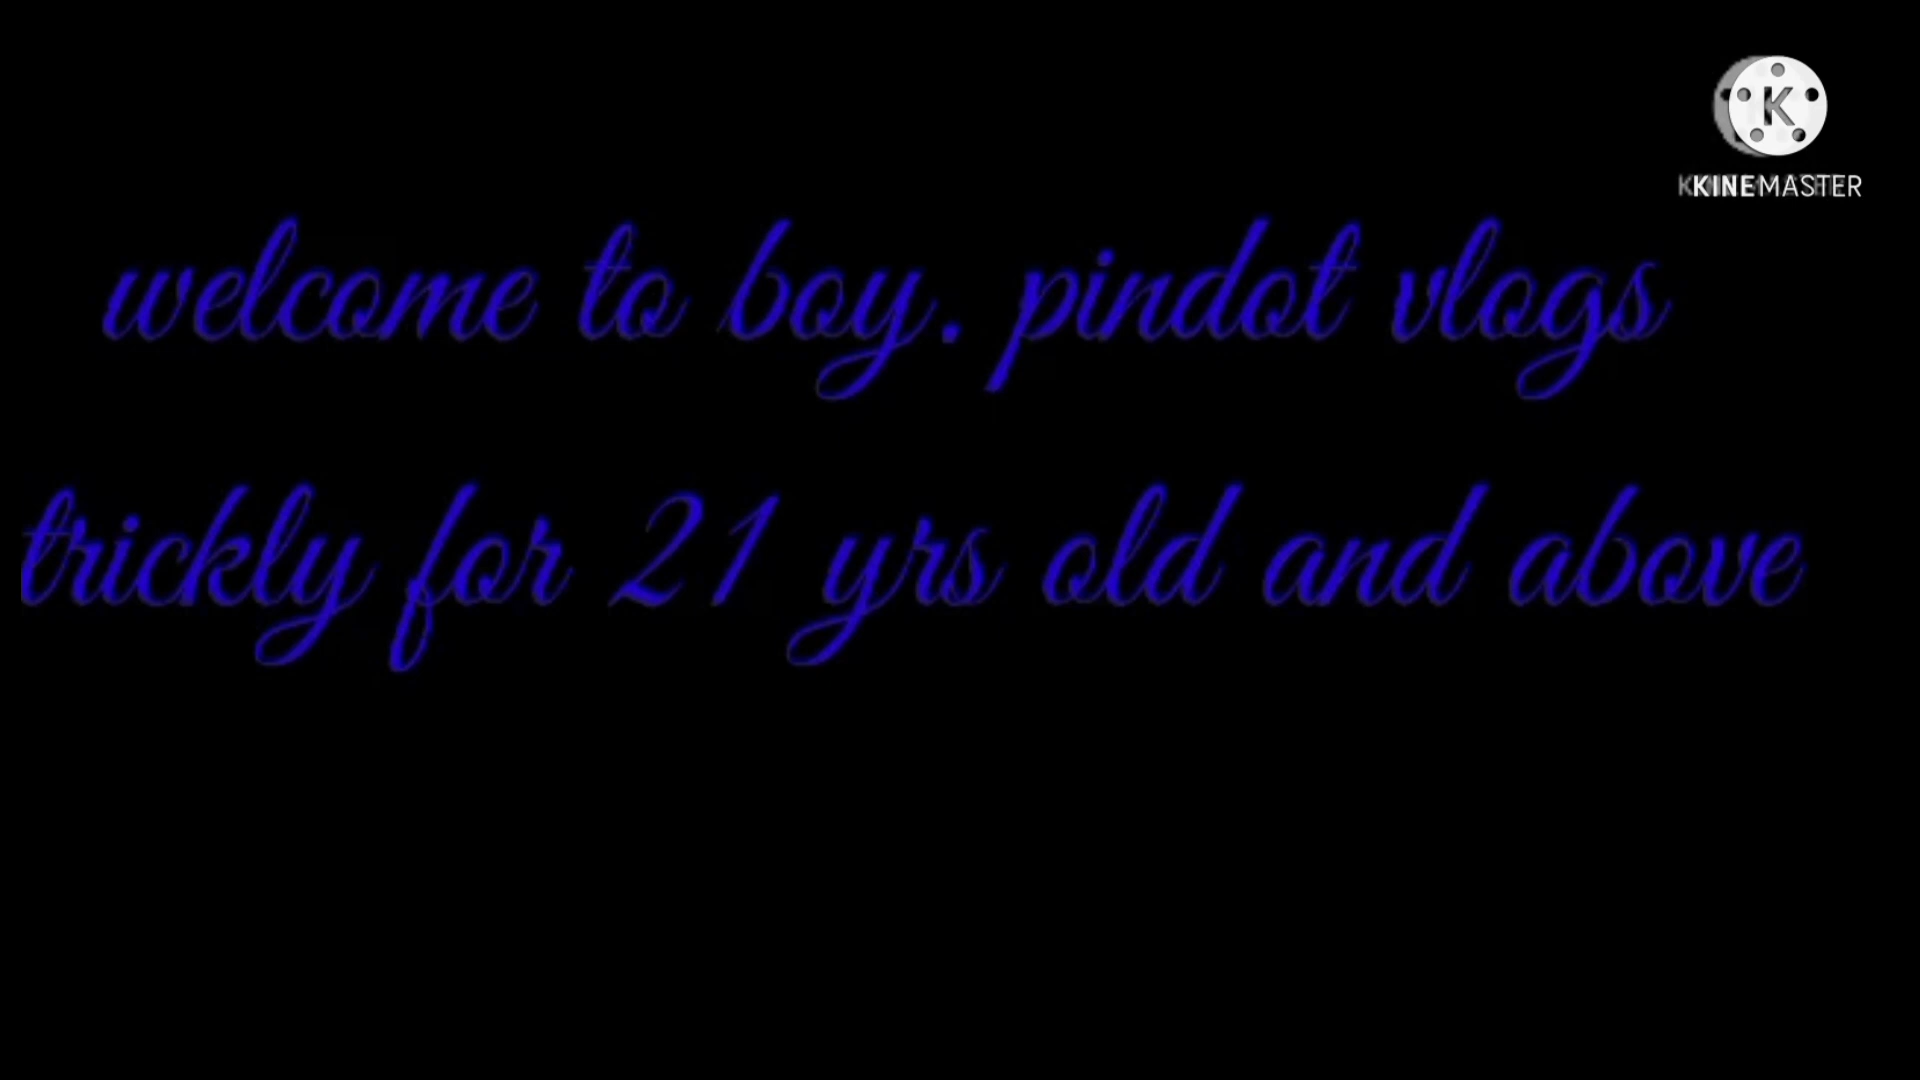 KINEMASTER
welcome to boy. pindot vlogs
trickly for 21 yrs old and above